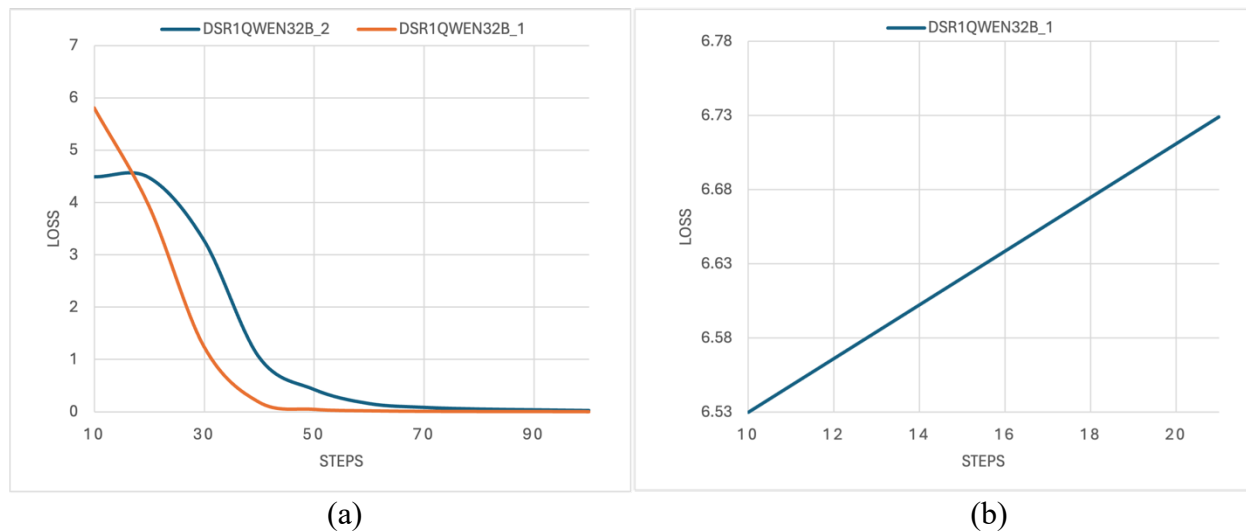 DSR1QWEN32B_2 DSR1QWEN32B_1
7
6
5
4
3
2
1
0
LOSS
10 30 50 70 90
STEPS
(a)
DSR1QWEN32B_1
6.78
6.73
6.68
6.63
6.58
6.53
LOSS
10 12 14 16 18 20
STEPS
(b)